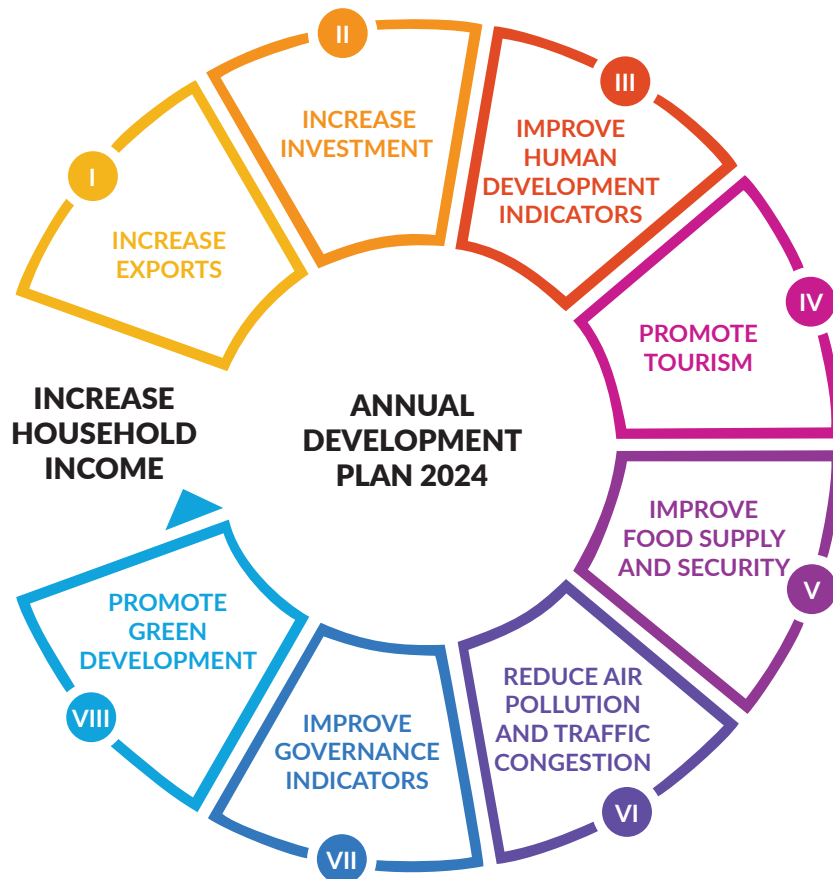 I
INCREASE
EXPORTS
II
INCREASE
INVESTMENT
III
IMPROVE
HUMAN
DEVELOPMENT
INDICATORS
IV
PROMOTE
TOURISM
V
IMPROVE
FOOD SUPPLY
AND SECURITY
VI
REDUCE AIR
POLLUTION
AND TRAFFIC
CONGESTION
VII
IMPROVE
GOVERNANCE
INDICATORS
VIII
PROMOTE
GREEN
DEVELOPMENT
INCREASE
HOUSEHOLD
INCOME
ANNUAL
DEVELOPMENT
PLAN 2024